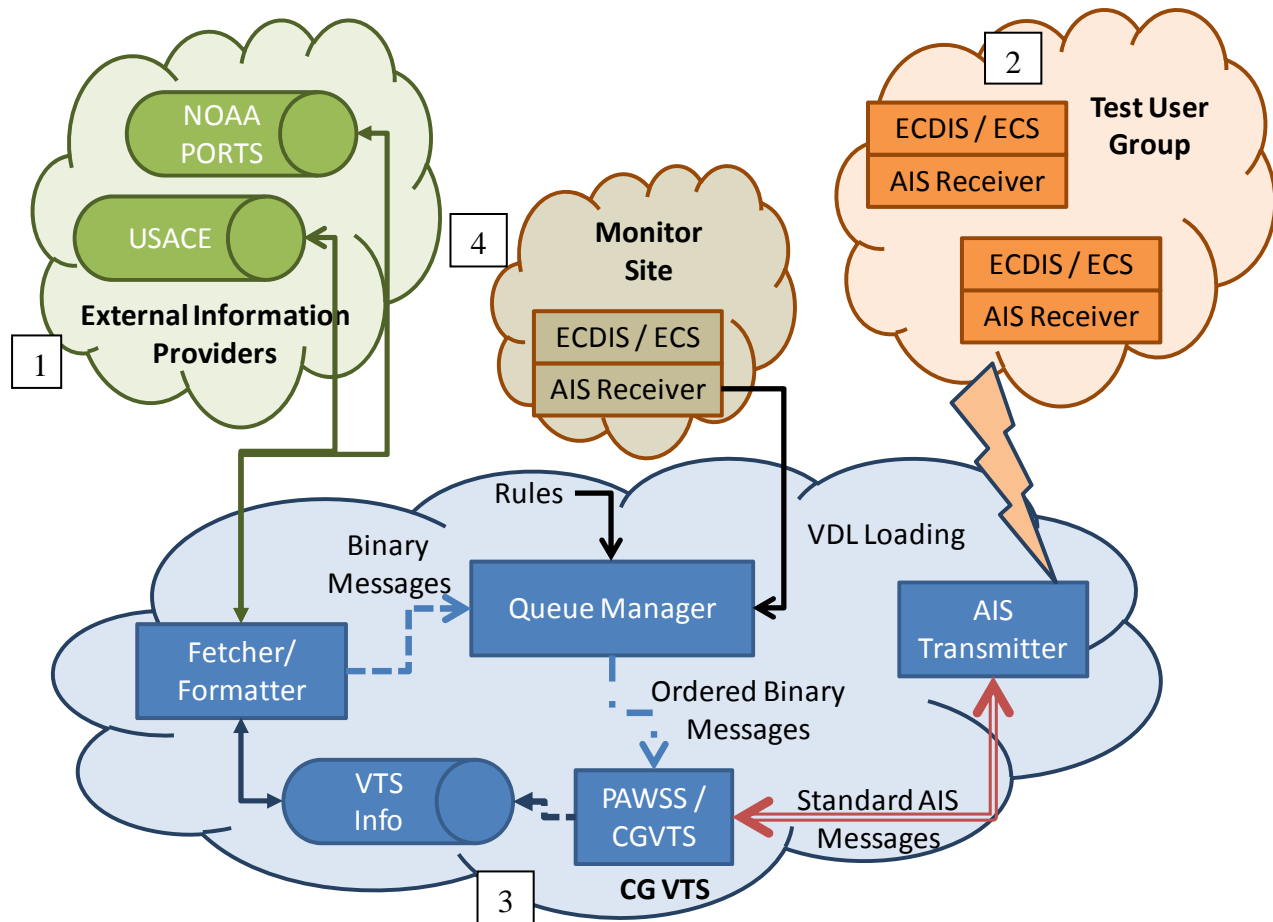 NOAA
PORTS
USACE
External Information
Providers
1
2
Test User
Group
ECDIS / ECS
AIS Receiver
ECDIS / ECS
AIS Receiver
4
Monitor
Site
ECDIS / ECS
AIS Receiver
Rules
VDL Loading
Binary
Messages
Queue Manager
AIS
Transmitter
Fetcher/
Formatter
Ordered Binary
Messages
VTS
Info
PAWSS /
CGVTS
Standard AIS
Messages
CG VTS
3